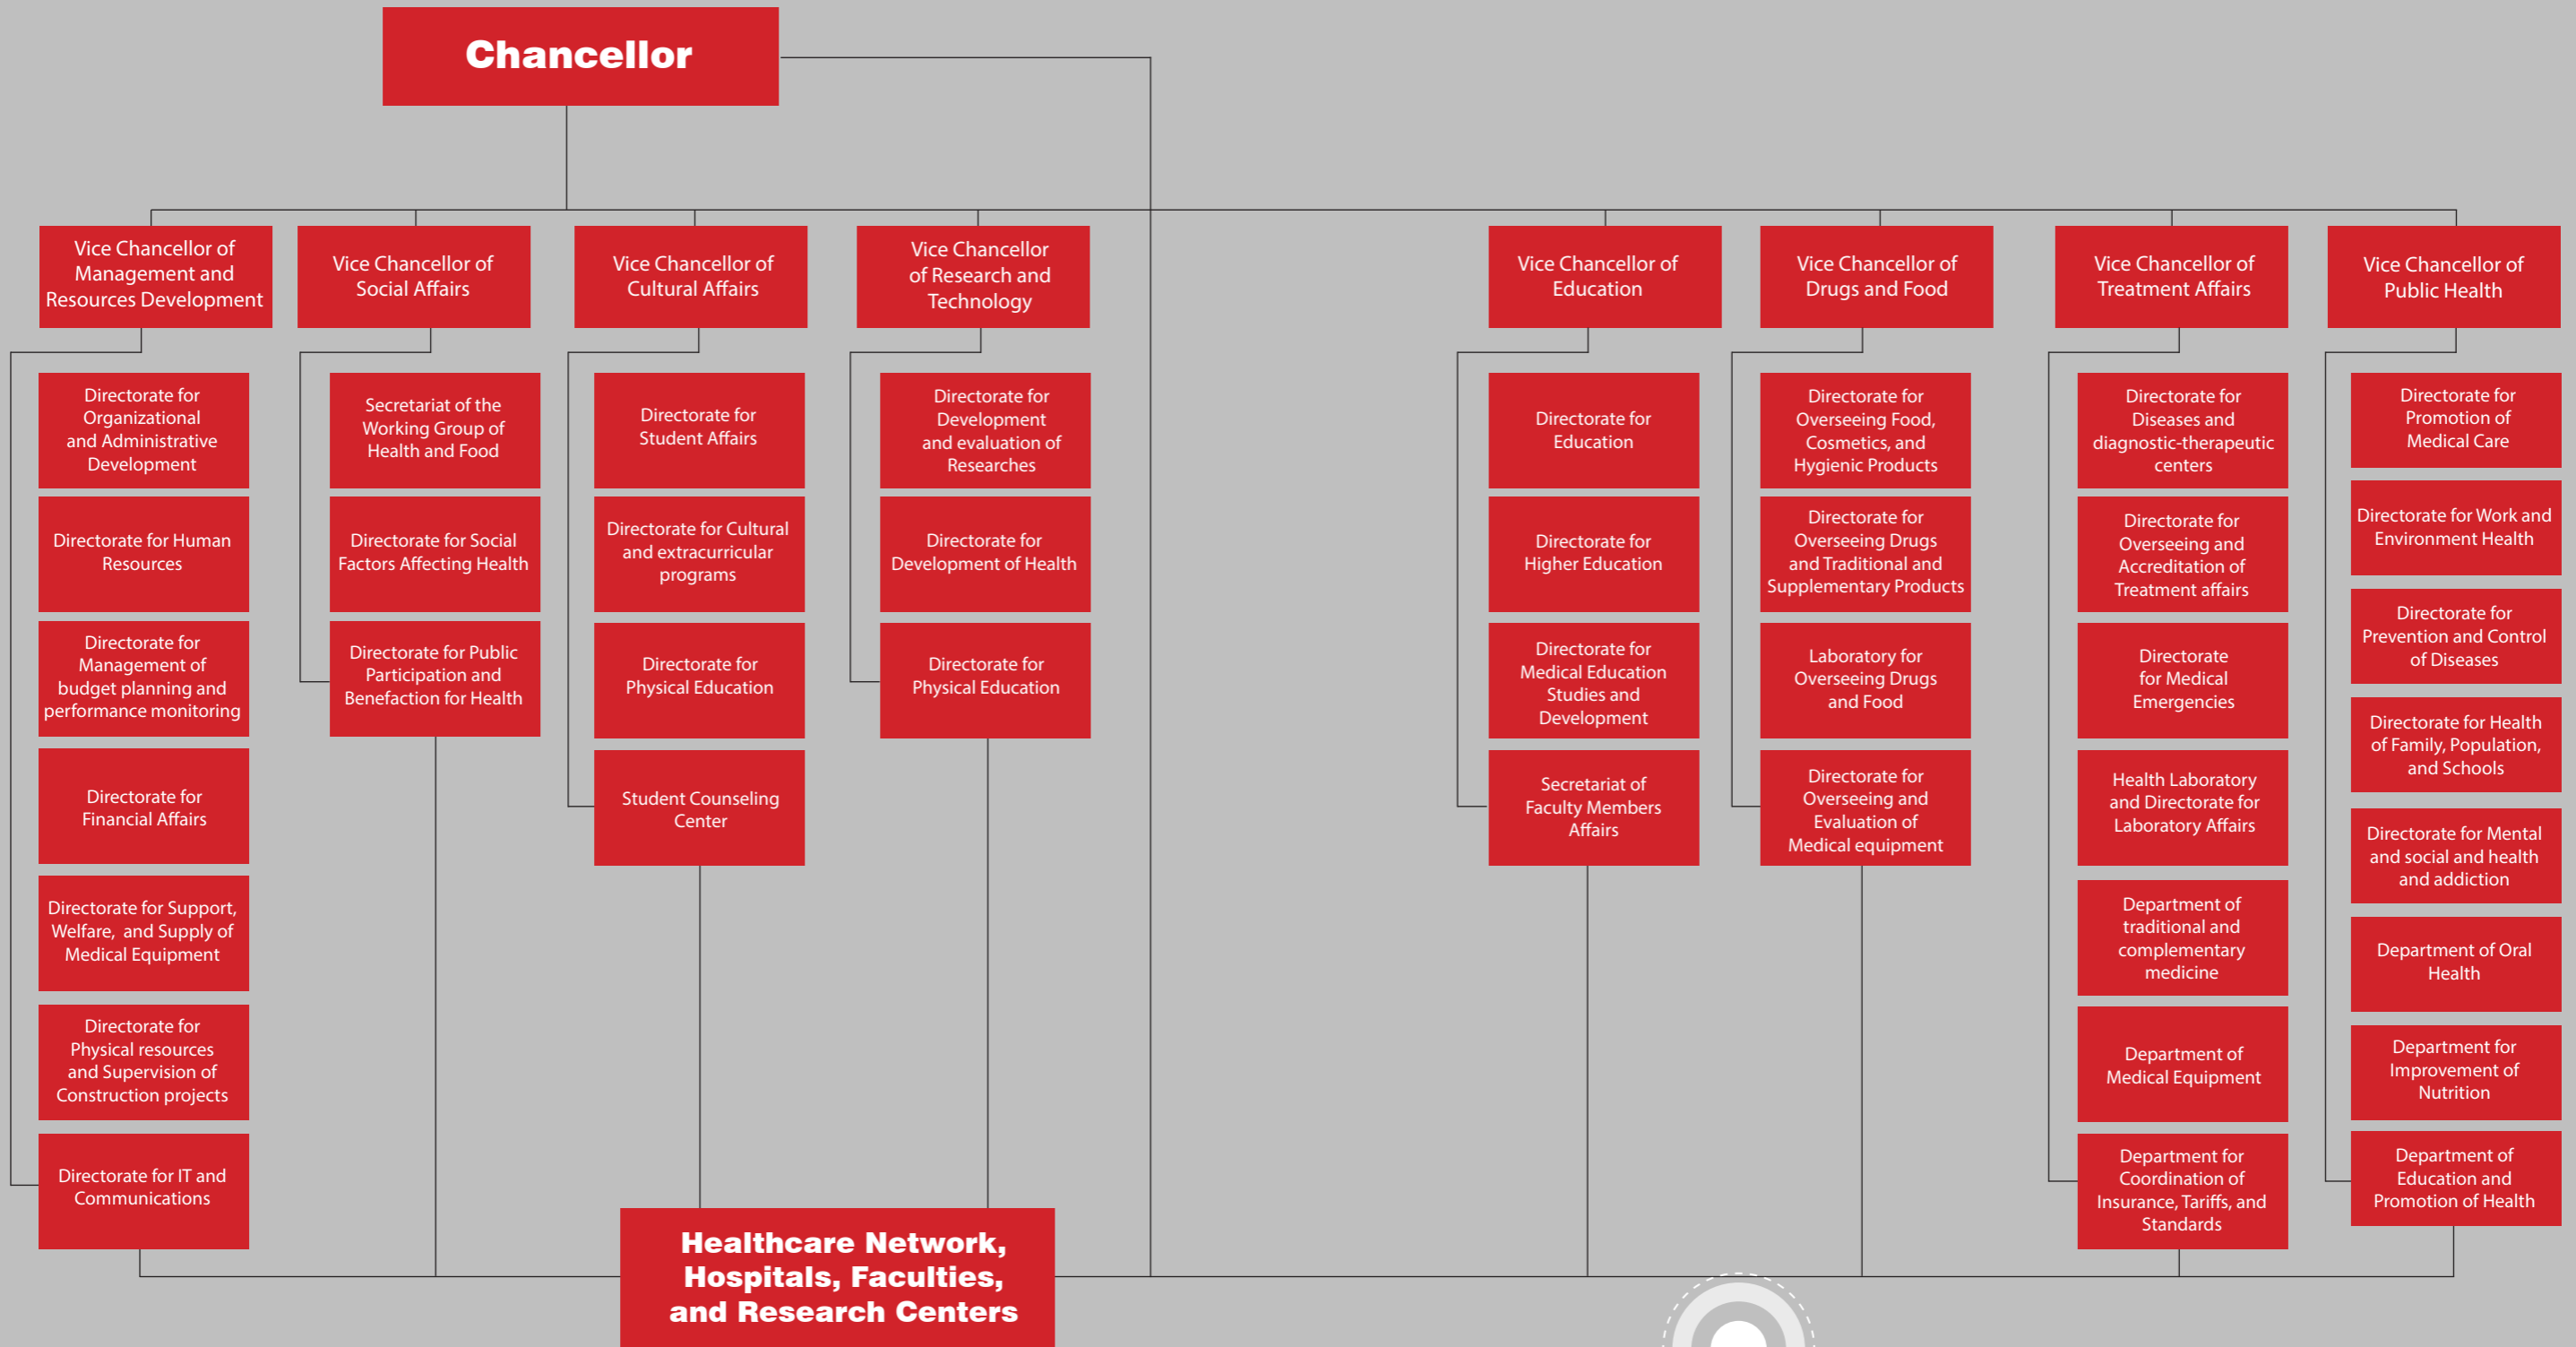 Chancellor
Vice Chancellor of
Management and
Resources Development
Vice Chancellor of
Social Affairs
Vice Chancellor of
Cultural Affairs
Vice Chancellor
of Research and
Technology
Vice Chancellor of
Education
Vice Chancellor of
Drugs and Food
Vice Chancellor of
Treatment Affairs
Vice Chancellor of
Public Health
Directorate for
Organizational
and Administrative
Development
Directorate for Human
Resources
Directorate for
Management of
budget planning and
performance monitoring
Directorate for
Financial Affairs
Directorate for Support,
Welfare, and Supply of
Medical Equipment
Directorate for
Physical resources
and Supervision of
Construction projects
Directorate for IT and
Communications
Secretariat of the
Working Group of
Health and Food
Directorate for Social
Factors Affecting Health
Directorate for Public
Participation and
Benefaction for Health
Directorate for
Student Affairs
Directorate for Cultural
and extracurricular
programs
Directorate for
Physical Education
Student Counseling
Center
Directorate for
Development
and evaluation of
Researches
Directorate for
Development of Health
Directorate for
Physical Education
Directorate for
Education
Directorate for
Higher Education
Directorate for
Medical Education
Studies and
Development
Secretariat of
Faculty Members
Affairs
Directorate for
Overseeing Food,
Cosmetics, and
Hygienic Products
Directorate for
Overseeing Drugs
and Traditional and
Supplementary Products
Laboratory for
Overseeing Drugs
and Food
Directorate for
Overseeing and
Evaluation of
Medical equipment
Directorate for
Diseases and
diagnostic-therapeutic
centers
Directorate for
Overseeing and
Accreditation of
Treatment affairs
Directorate
for Medical
Emergencies
Health Laboratory
and Directorate for
Laboratory Affairs
Department of
traditional and
complementary
medicine
Department of
Medical Equipment
Department for
Coordination of
Insurance, Tariffs, and
Standards
Directorate for
Promotion of
Medical Care
Directorate for Work and
Environment Health
Directorate for
Prevention and Control
of Diseases
Directorate for Health
of Family, Population,
and Schools
Directorate for Mental
and social and health
and addiction
Department of Oral
Health
Department for
Improvement of
Nutrition
Department of
Education and
Promotion of Health
Healthcare Network,
Hospitals, Faculties,
and Research Centers